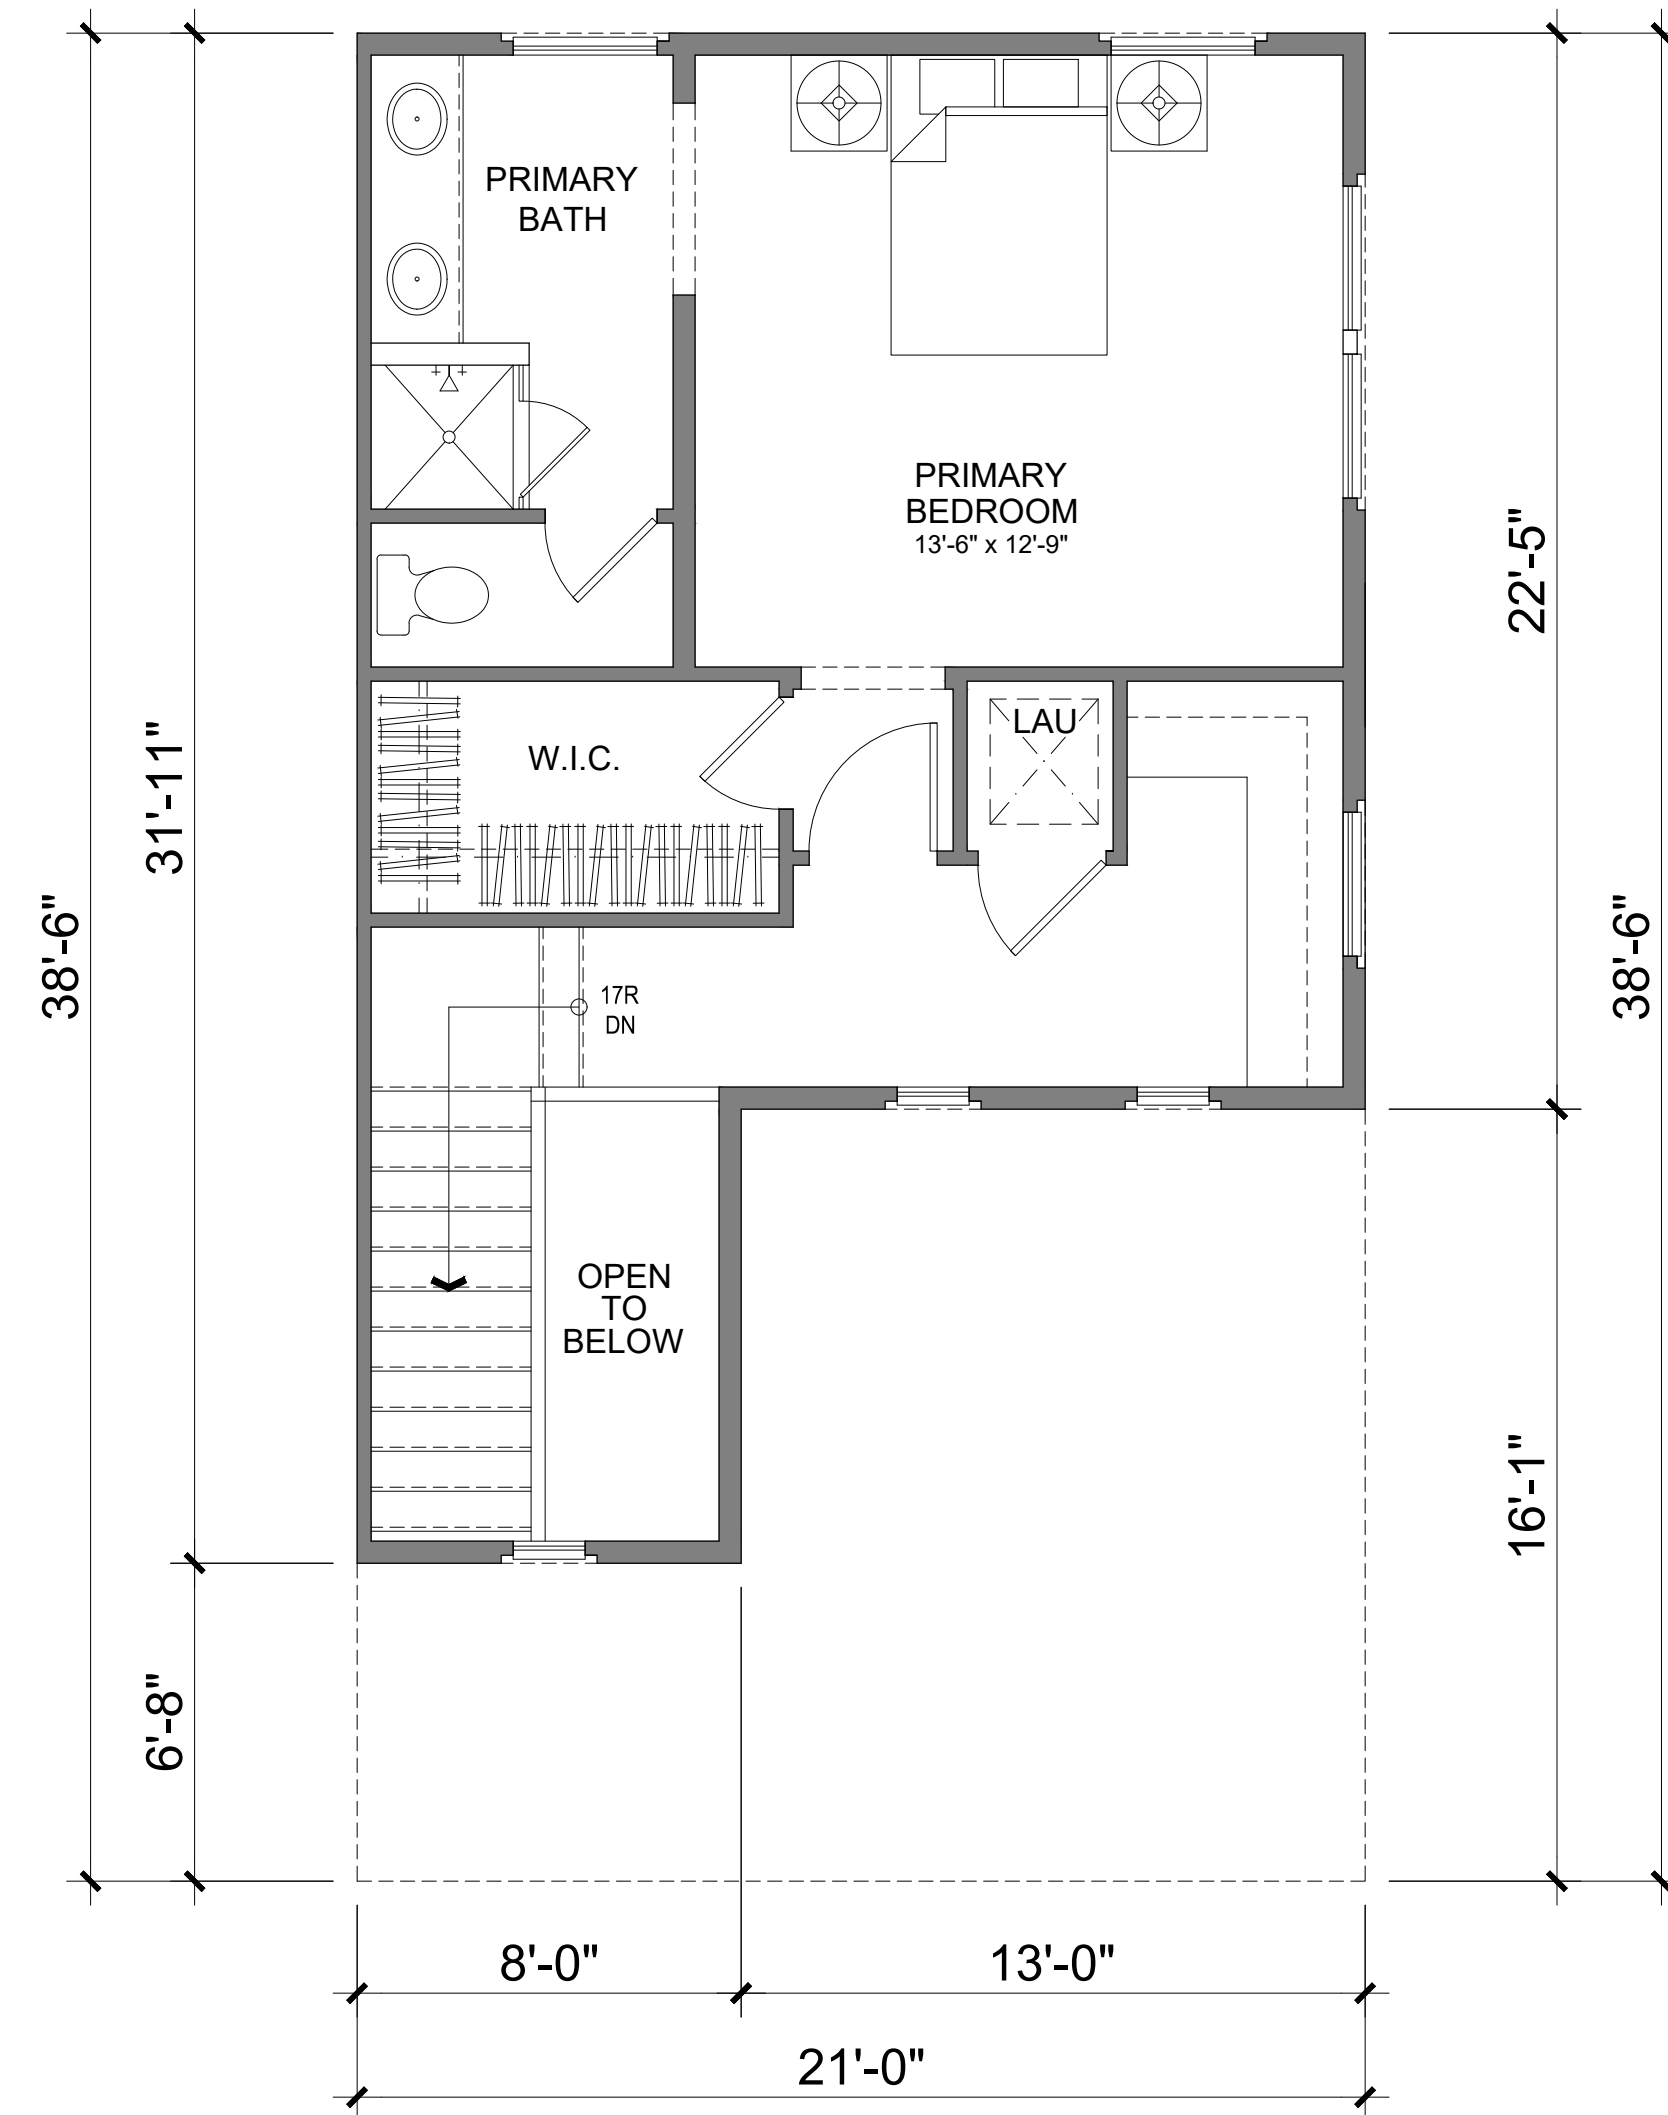 PRIMARY
BATH
PRIMARY
BEDROOM
13'-6" x 12'-9"
22'-5"
31'-11"
LAU
W.I.C.
38'-6"
38'-6"
17R
DN
OPEN
TO
BELOW
16'-1"
6'-8"
8'-0"
13'-0"
21'-0"